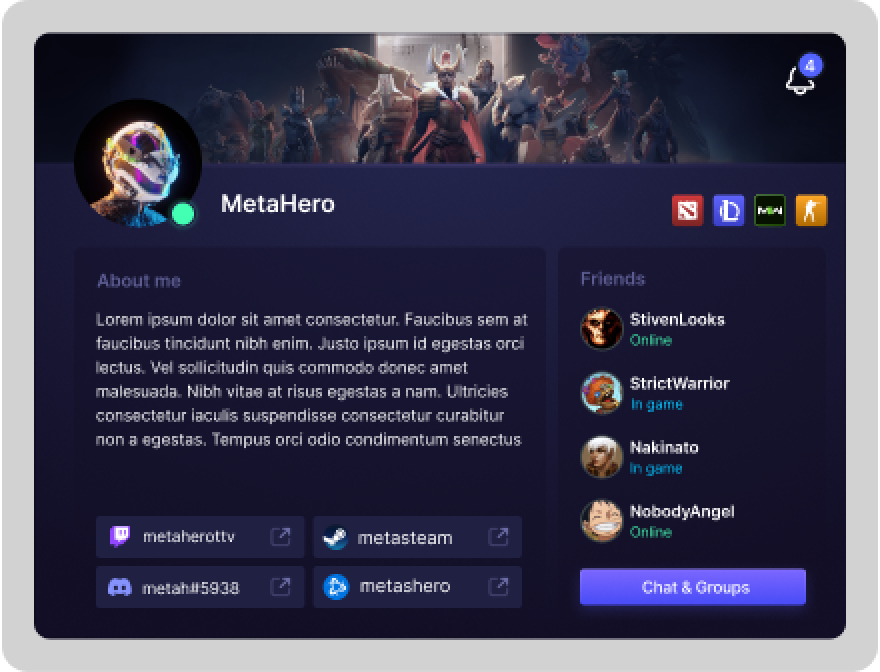 4
MetaHero
MW
About me
Lorem ipsum dolor sit amet consectetur. Faucibus sem at
faucibus tincidunt nibh enim. Justo ipsum id egestas orci
lectus. Vel sollicitudin quis commodo donec amet
malesuada. Nibh vitae at risus egestas a nam. Ultricies
consectetur iaculis suspendisse consectetur curabitur
non a egestas. Tempus orci odio condimentum senectus
metaherottv
metasteam
metah#5938
metashero
Friends
StivenLooks
Online
StrictWarrior
In game
Nakinato
In game
NobodyAngel
Online
Chat & Groups